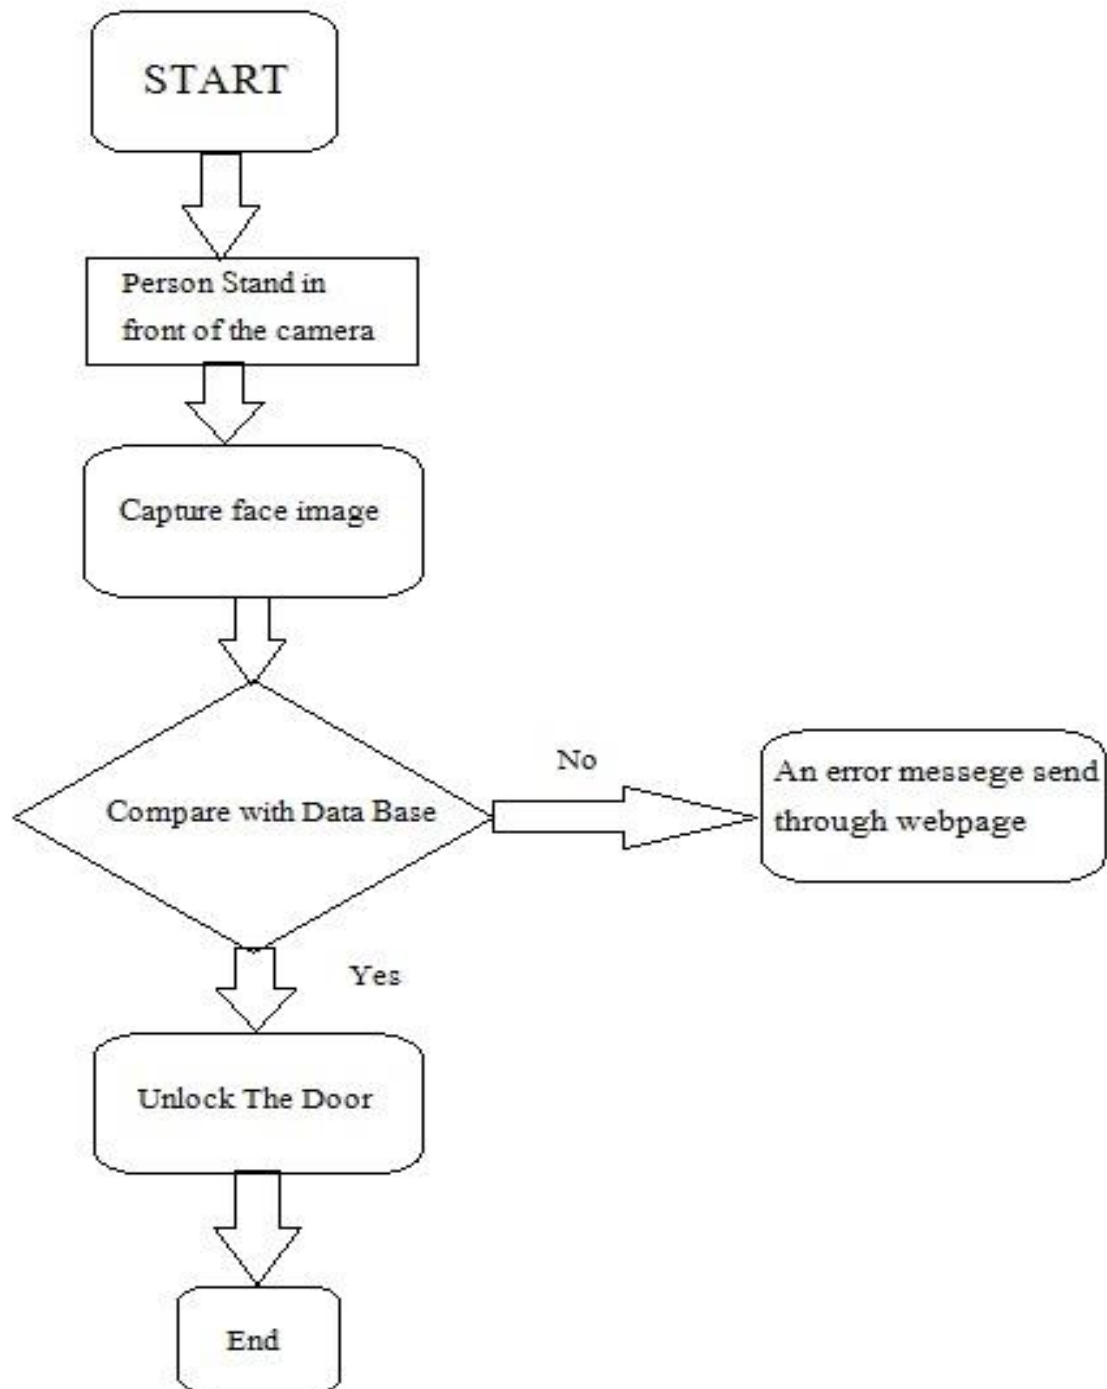 START
Person Stand in
front of the camera
Capture face image
Compare with Data Base
No
An error messege send
through webpage
Yes
Unlock The Door
End